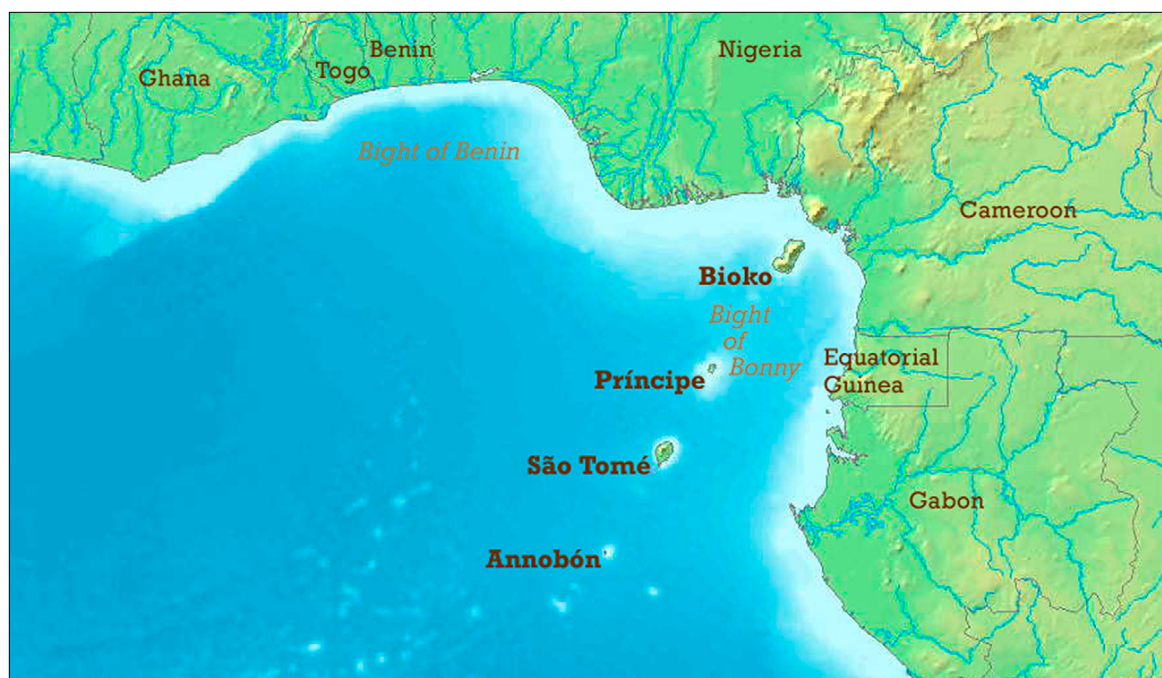 Benin
Nigeria
Togo
Ghana
Bight of Benin
Cameroon
Bioko
Bight
of
Bonny
Equatorial
Guinea
Príncipe
São Tomé
Gabon
Annobón